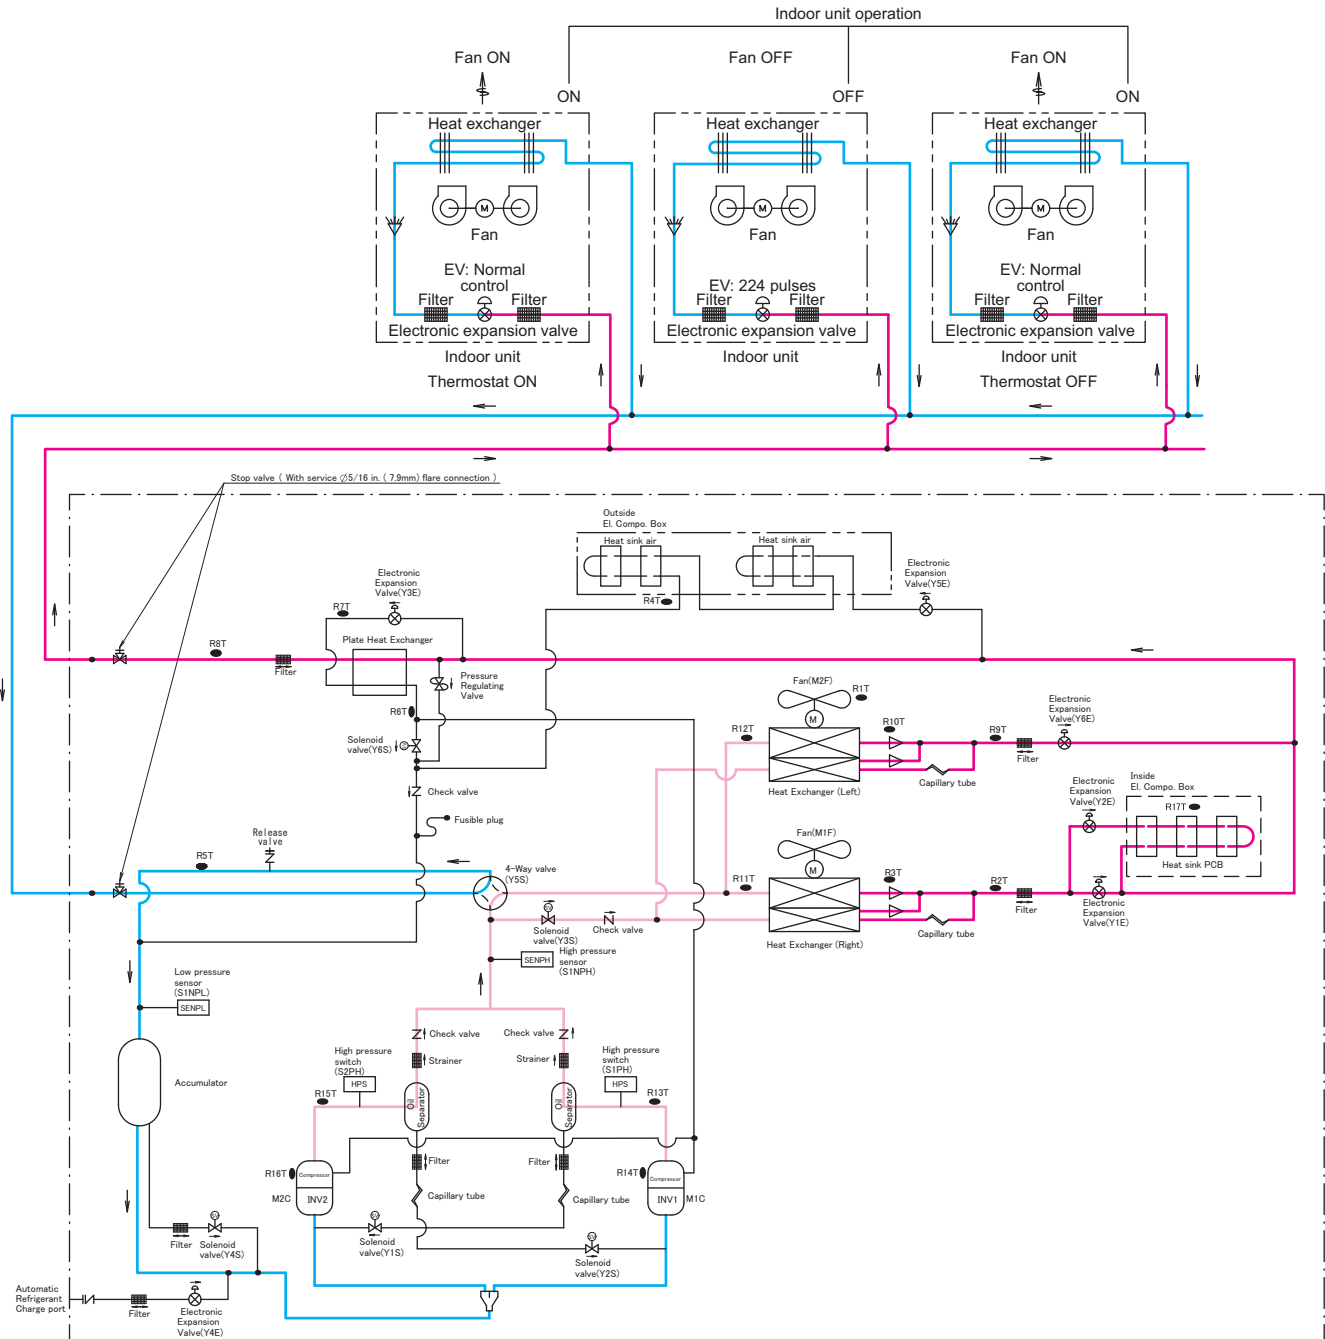 Indoor unit operation
Fan ON
Fan OFF
Fan ON
ON
OFF
ON
Heat exchanger
Heat exchanger
Heat exchanger
M
M
M
Fan
Fan
Fan
EV: Normal
control
EV: 224 pulses
EV: Normal
control
Filter
Filter
Filter
Filter
Filter
Filter
Electronic expansion valve
Electronic expansion valve
Electronic expansion valve
Indoor unit
Indoor unit
Indoor unit
Thermostat ON
Thermostat OFF
Stop valve ( With service ∅5/16 in. ( 7.9mm) flare connection )
Outside
El. Compo. Box
Heat sink air
Heat sink air
R4T
Electronic
Expansion
Valve(Y5E)
Electronic
Expansion
Valve(Y3E)
R7T
Plate Heat Exchanger
R8T
Filter
Pressure
Regulating
Valve
R6T
Solenoid
valve(Y6S)
Check valve
Fusible plug
Fan(M2F)
R1T
M
R12T
R10T
R9T
Electronic
Expansion
Valve(Y6E)
Filter
Capillary tube
Heat Exchanger (Left)
Electronic
Expansion
Valve(Y2E)
Inside
El. Compo. Box
R17T
Heat sink PCB
Release
valve
R5T
4-Way valve
(Y5S)
Fan(M1F)
M
R11T
R3T
R2T
Filter
Electronic
Expansion
Valve(Y1E)
Capillary tube
Heat Exchanger (Right)
SV
Solenoid
valve(Y3S)
Check valve
SENPH
High pressure
sensor
(S1NPH)
Low pressure
sensor
(S1NPL)
SENPL
Check valve
Check valve
Strainer
Strainer
High pressure
switch
(S2PH)
HPS
High pressure
switch
(S1PH)
HPS
Accumulator
R15T
Oil
Separator
Oil
Separator
R13T
Filter
Filter
R16T
Compressor
INV2
M2C
R14T
Compressor
INV1
M1C
Capillary tube
Capillary tube
SV
Solenoid
valve(Y1S)
SV
Solenoid
valve(Y2S)
SV
Filter
Solenoid
valve(Y4S)
Automatic
Refrigerant
Charge port
Filter
Electronic
Expansion
Valve(Y4E)